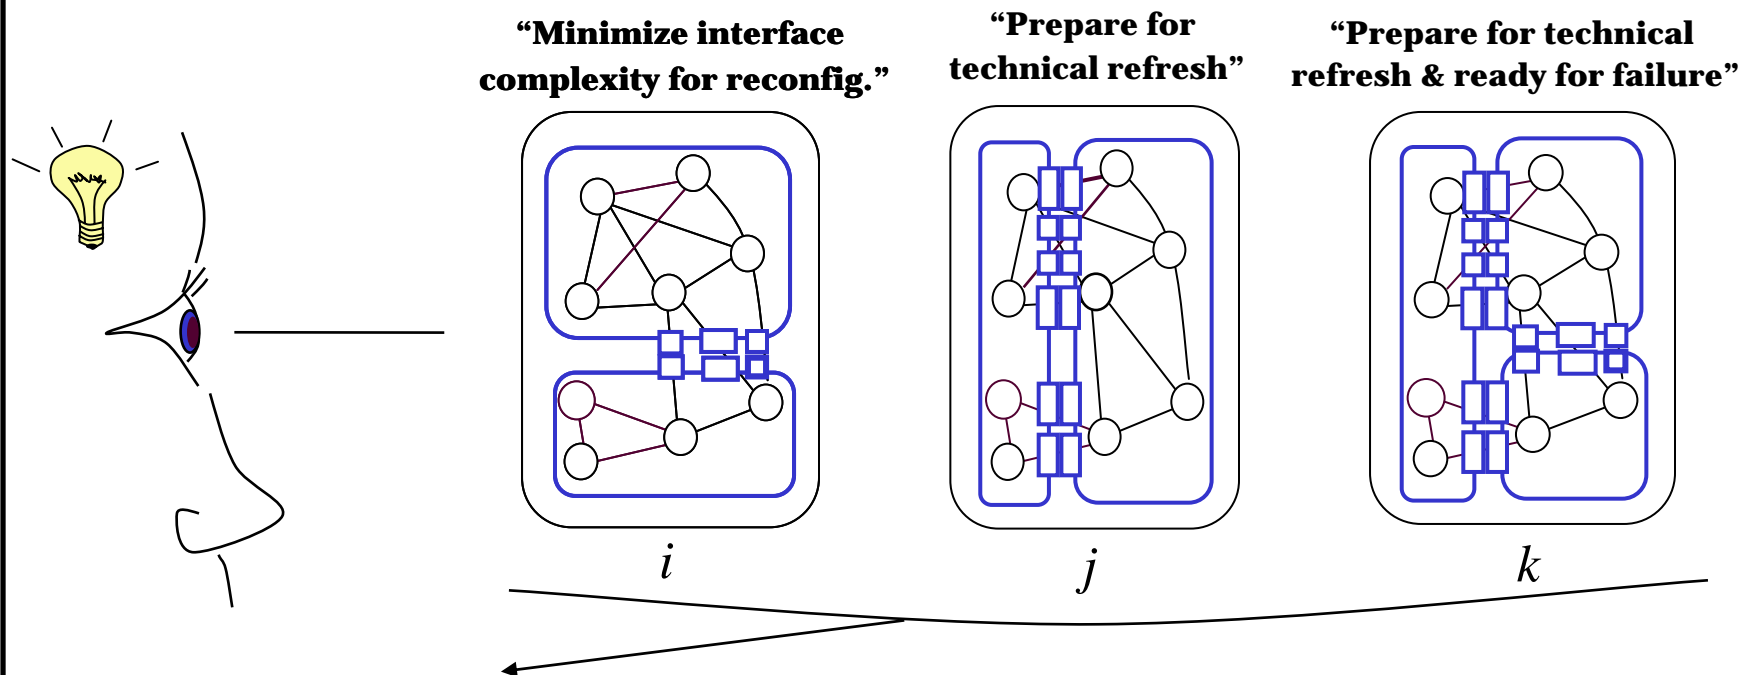 “Minimize interface
complexity for reconfig.”
“Prepare for
technical refresh”
“Prepare for technical
refresh & ready for failure”
i
j
k